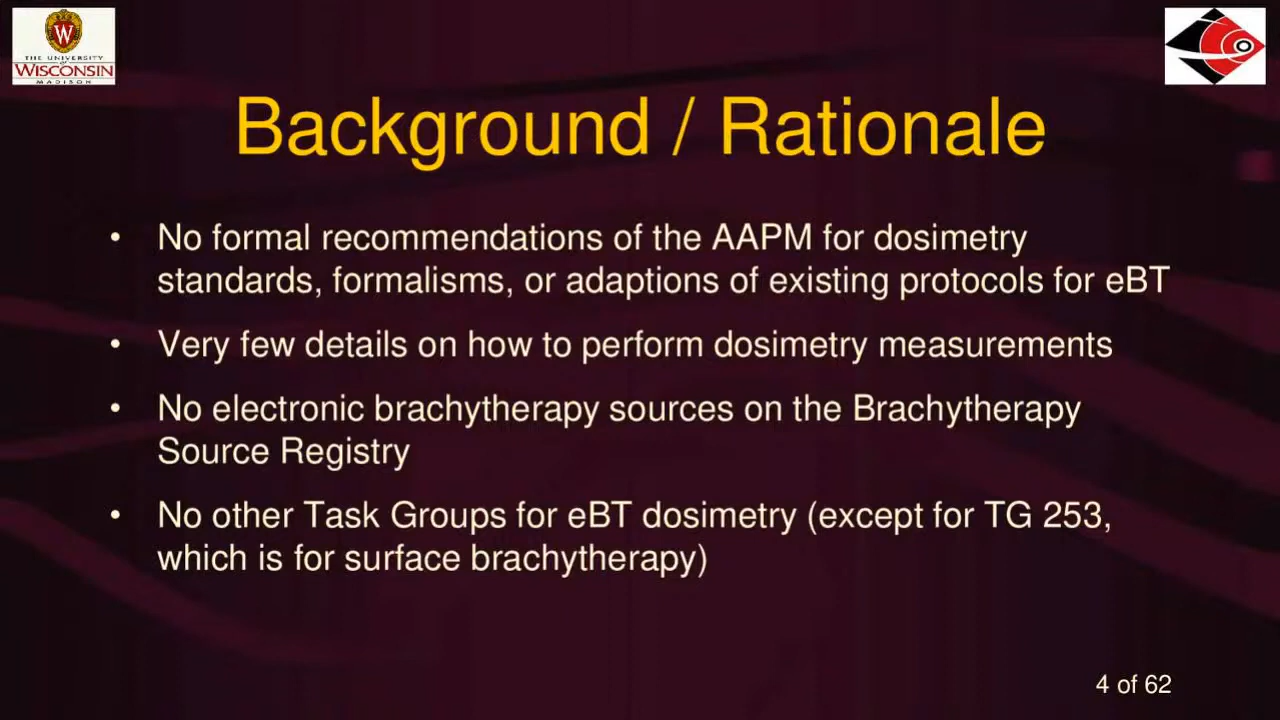 THE UNIVERSITY
of
WISCONSIN
MADISON
Background / Rationale
• No formal recommendations of the AAPM for dosimetry
standards, formalisms, or adaptions of existing protocols for eBT
• Very few details on how to perform dosimetry measurements
• No electronic brachytherapy sources on the Brachytherapy
Source Registry
• No other Task Groups for eBT dosimetry (except for TG 253,
which is for surface brachytherapy)
4 of 62